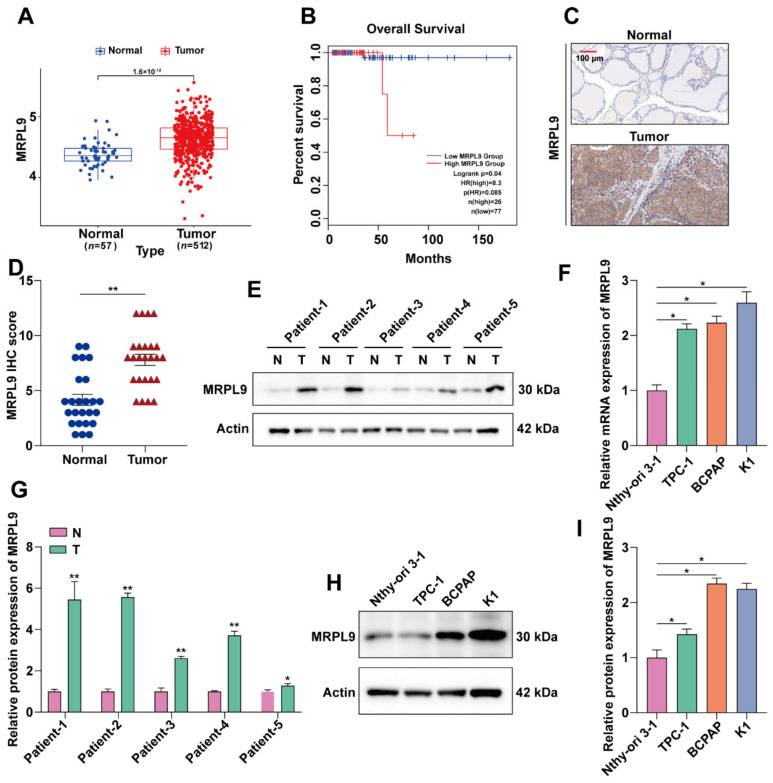 A
Normal
Tumor
1.6×10⁻¹²
MRPL9
5
4
Normal
(n=57)
Tumor
(n=512)
Type
B
Overall Survival
Percent survival
1.0
0.8
0.6
0.4
0.2
0.0
Low MRPL9 Group
High MRPL9 Group
Logrank p=0.04
HR(high)=8.3
p(HR)=0.085
n(high)=26
n(low)=77
0
50
100
150
Months
C
Normal
100 μm
MRPL9
Tumor
D
MRPL9 IHC score
15
10
5
0
**
Normal
Tumor
E
Patient-1
Patient-2
Patient-3
Patient-4
Patient-5
N T N T N T N T N T
MRPL9
30 kDa
Actin
42 kDa
F
Relative mRNA expression of MRPL9
3
2
1
0
*
*
*
Nthy-ori 3-1
TPC-1
BCPAP
K1
G
Relative protein expression of MRPL9
N
T
8
6
4
2
0
**
**
**
**
*
Patient-1
Patient-2
Patient-3
Patient-4
Patient-5
H
Nthy-ori 3-1
TPC-1
BCPAP
K1
MRPL9
30 kDa
Actin
42 kDa
I
Relative protein expression of MRPL9
3
2
1
0
*
*
*
Nthy-ori 3-1
TPC-1
BCPAP
K1